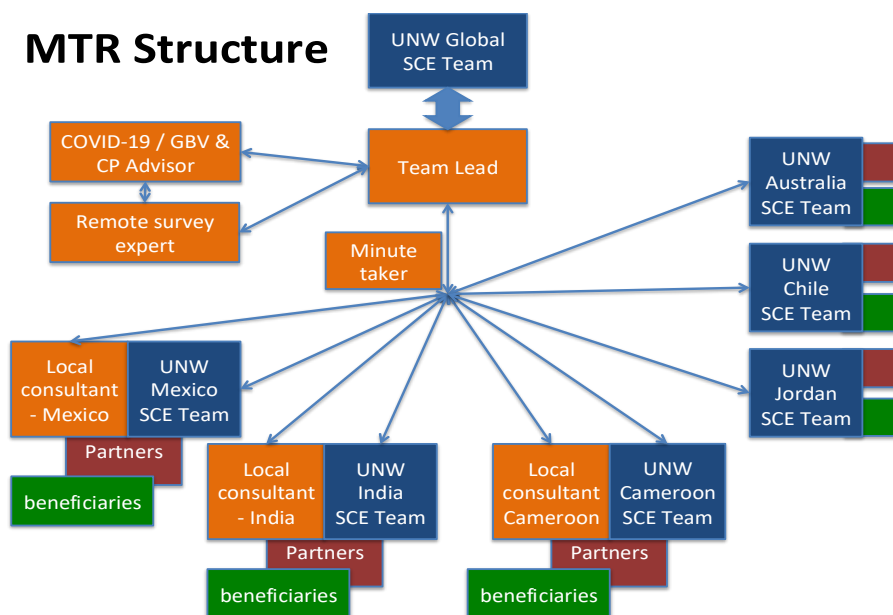 MTR Structure
UNW Global
SCE Team
COVID-19 / GBV &
CP Advisor
Team Lead
Remote survey
expert
Minute
taker
UNW
Australia
SCE Team
UNW
Chile
SCE Team
UNW
Jordan
SCE Team
Local
consultant
- Mexico
UNW
Mexico
SCE Team
Partners
beneficiaries
Local
consultant
- India
UNW
India
SCE Team
Partners
beneficiaries
Local
consultant
Cameroon
UNW
Cameroon
SCE Team
Partners
beneficiaries